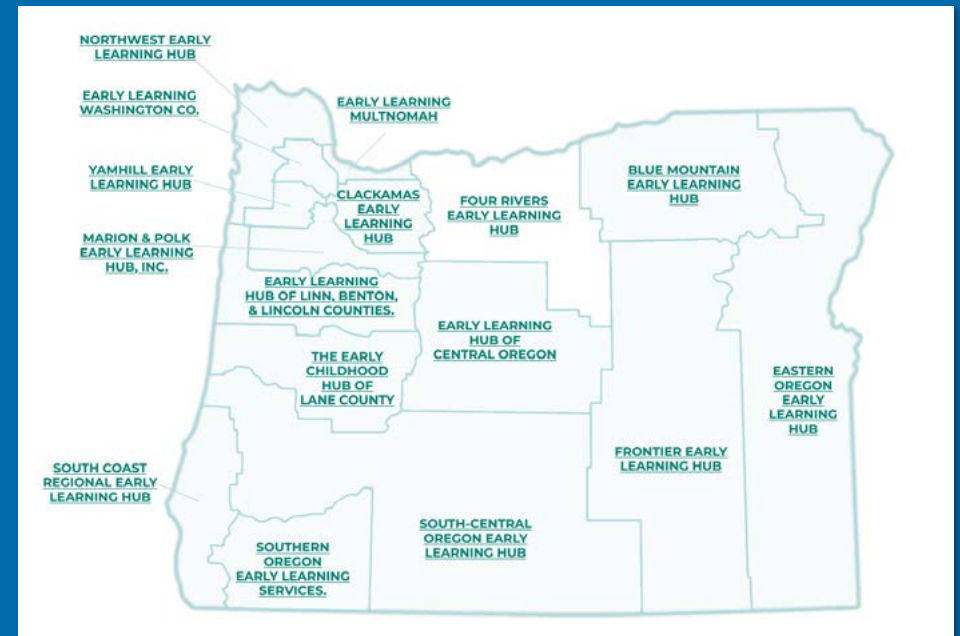 NORTHWEST EARLY
LEARNING HUB
EARLY LEARNING
WASHINGTON CO.
EARLY LEARNING
MULTNOMAH
YAMHILL EARLY
LEARNING HUB
CLACKAMAS
EARLY
LEARNING
HUB
FOUR RIVERS
EARLY LEARNING
HUB
BLUE MOUNTAIN
EARLY LEARNING
HUB
MARION & POLK
EARLY LEARNING
HUB, INC.
EARLY LEARNING
HUB OF LINN, BENTON,
& LINCOLN COUNTIES.
EARLY LEARNING
HUB OF
CENTRAL OREGON
THE EARLY
CHILDHOOD
HUB OF
LANE COUNTY
EASTERN
OREGON
EARLY
LEARNING
HUB
FRONTIER EARLY
LEARNING HUB
SOUTH COAST
REGIONAL EARLY
LEARNING HUB
SOUTH-CENTRAL
OREGON EARLY
LEARNING HUB
SOUTHERN
OREGON
EARLY LEARNING
SERVICES.